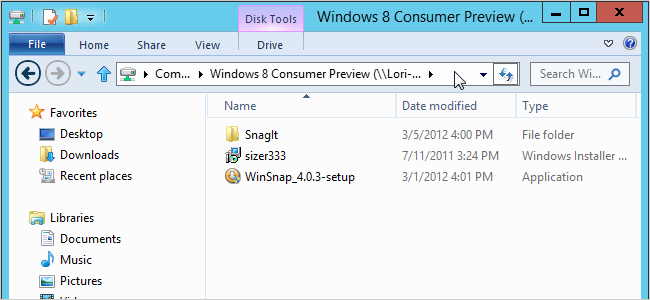 Disk Tools
Windows 8 Consumer Preview (...
File Home Share View Drive
Com... Windows 8 Consumer Preview (\\Lori-...
Search Wi...
Favorites
Desktop
Downloads
Recent places
Libraries
Documents
Music
Pictures
Name Date modified Type
SnagIt 3/5/2012 4:00 PM File folder
sizer333 7/11/2011 3:24 PM Windows Installer ...
WinSnap_4.0.3-setup 3/1/2012 4:01 PM Application